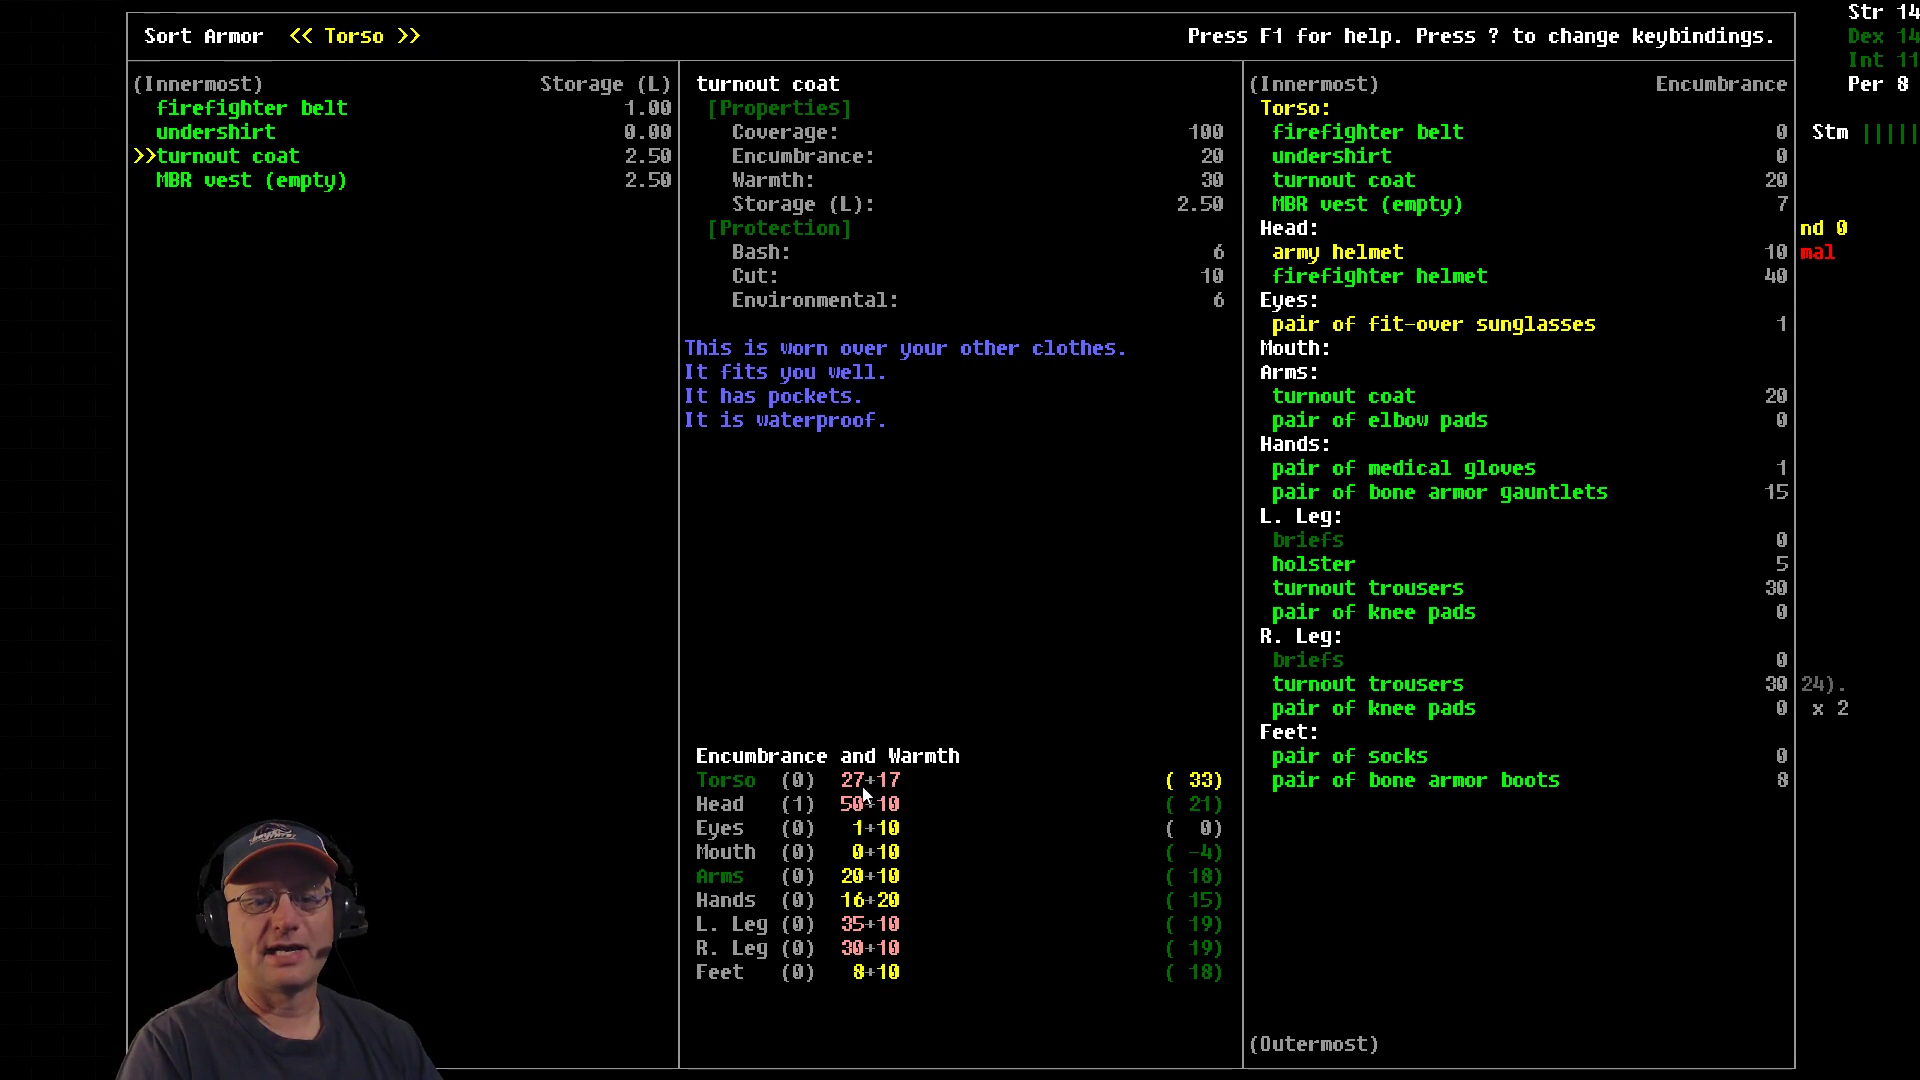 Sort Armor << Torso >> Press F1 for help. Press ? to change keybindings.
(Innermost) Storage (L)
firefighter belt 1.00
undershirt 0.00
>>turnout coat 2.50
MBR vest (empty) 2.50
turnout coat
[Properties]
Coverage: 100
Encumbrance: 20
Warmth: 30
Storage (L): 2.50
[Protection]
Bash: 6
Cut: 10
Environmental: 6
This is worn over your other clothes.
It fits you well.
It has pockets.
It is waterproof.
Encumbrance and Warmth
Torso (0) 27+17 ( 33)
Head (1) 50+10 ( 21)
Eyes (0) 1+10 ( 0)
Mouth (0) 0+10 ( -4)
Arms (0) 20+10 ( 18)
Hands (0) 16+20 ( 15)
L. Leg (0) 35+10 ( 19)
R. Leg (0) 30+10 ( 19)
Feet (0) 8+10 ( 18)
(Innermost) Encumbrance
Torso:
firefighter belt 0
undershirt 0
turnout coat 20
MBR vest (empty) 7
Head:
army helmet 10
firefighter helmet 40
Eyes:
pair of fit-over sunglasses 1
Mouth:
Arms:
turnout coat 20
pair of elbow pads 0
Hands:
pair of medical gloves 1
pair of bone armor gauntlets 15
L. Leg:
briefs 0
holster 5
turnout trousers 30
pair of knee pads 0
R. Leg:
briefs 0
turnout trousers 30
pair of knee pads 0
Feet:
pair of socks 0
pair of bone armor boots 8
(Outermost)
Str 14
Dex 14
Int 11
Per 8
Stm |||||
nd 0
mal
24).
x 2